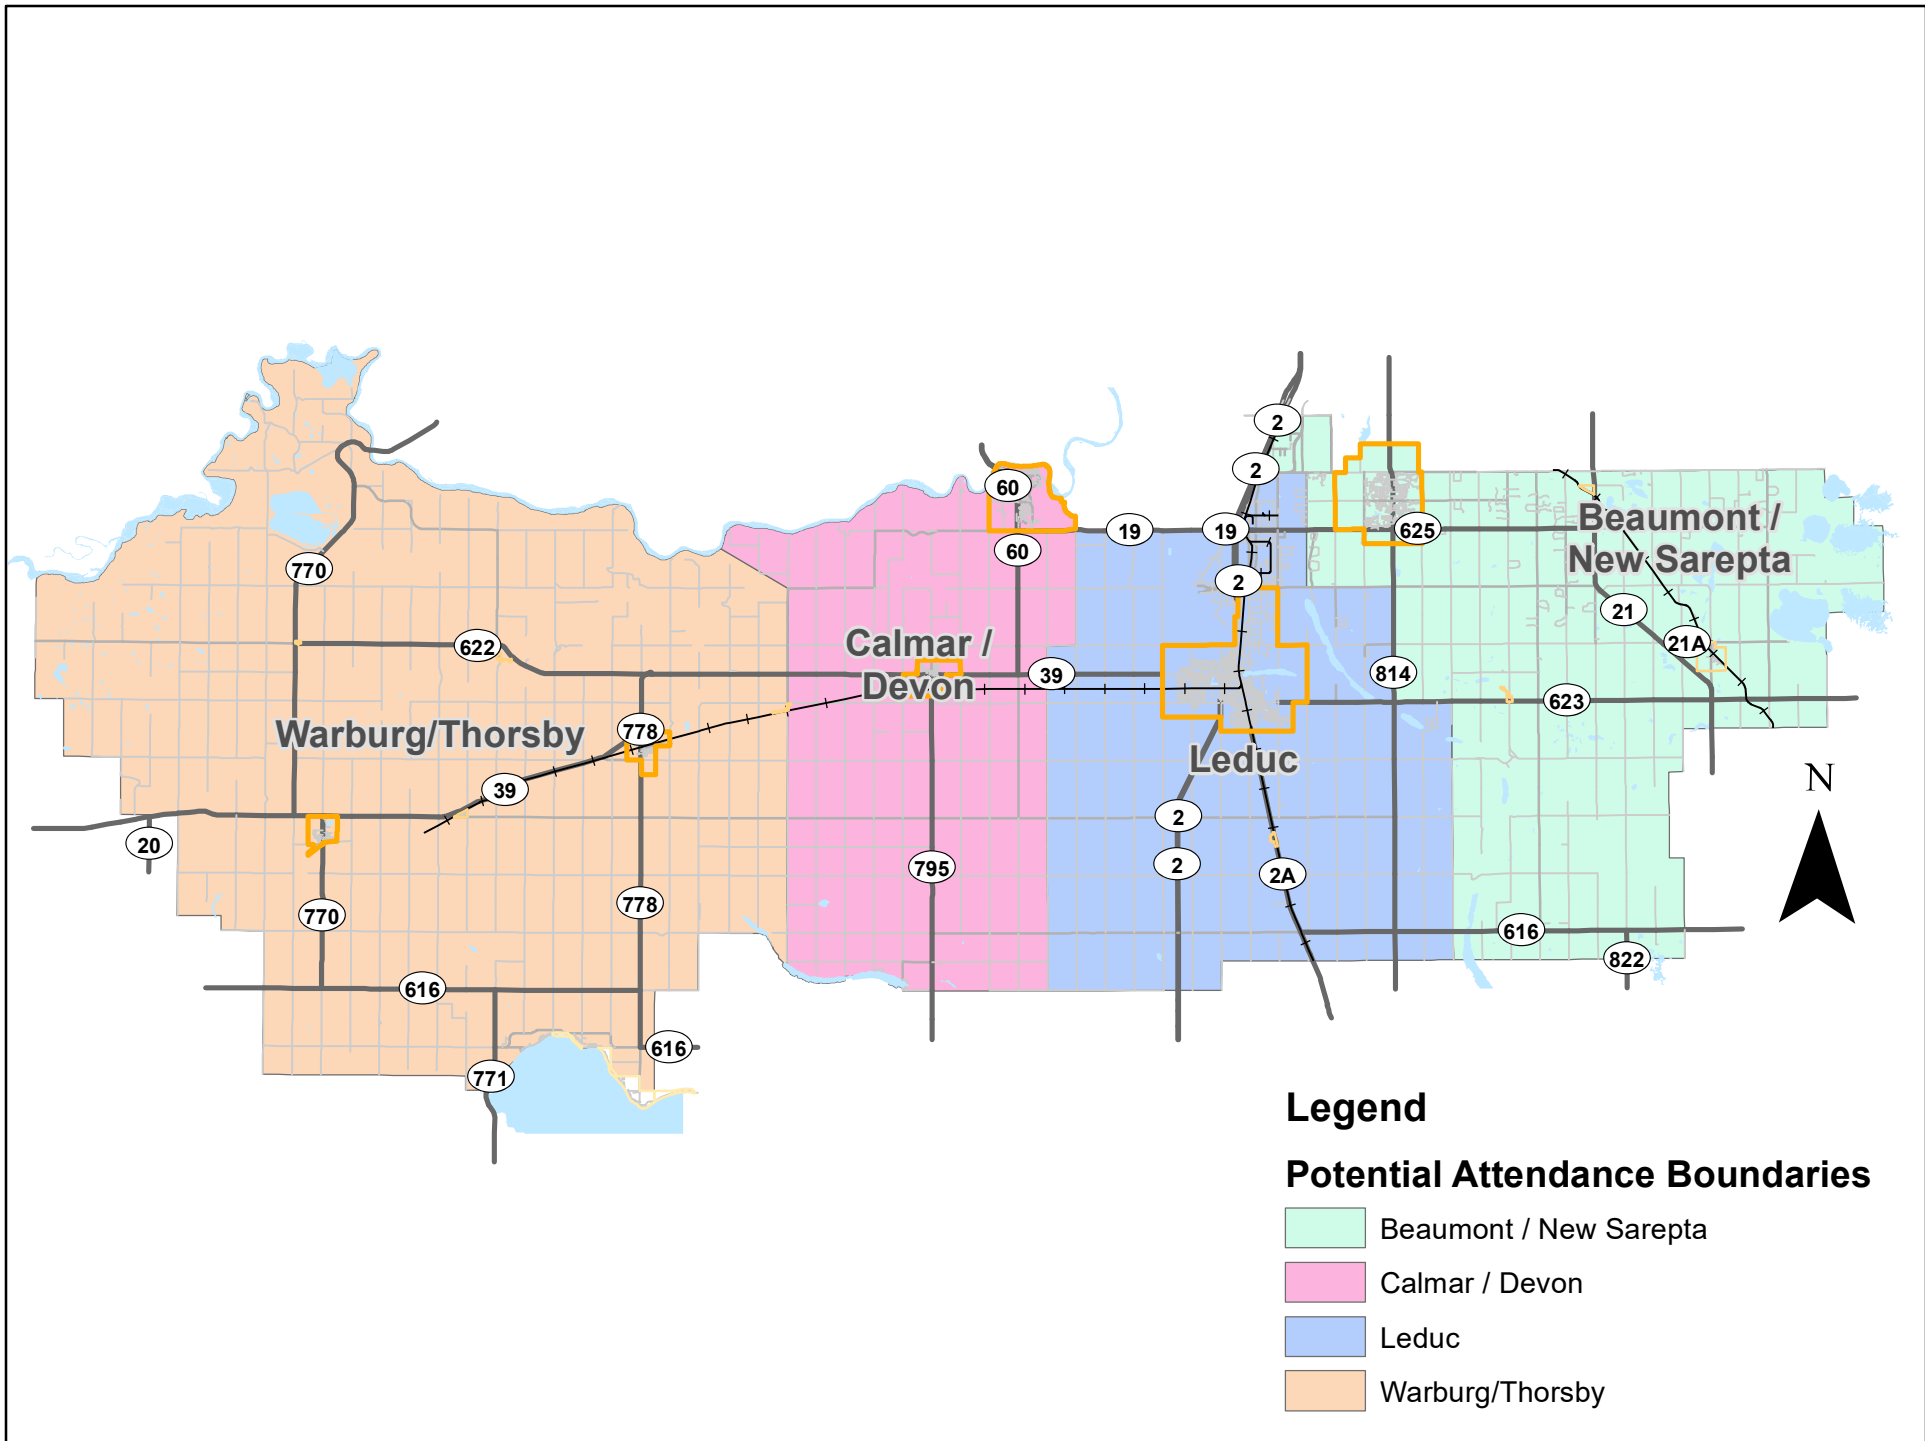 2
2
60
19
19
625
Beaumont /
New Sarepta
60
770
2
21
622
Calmar /
Devon
21A
39
814
623
778
Warburg/Thorsby
Leduc
N
39
2
20
2
795
2A
778
770
616
822
616
616
771
Legend
Potential Attendance Boundaries
Beaumont / New Sarepta
Calmar / Devon
Leduc
Warburg/Thorsby